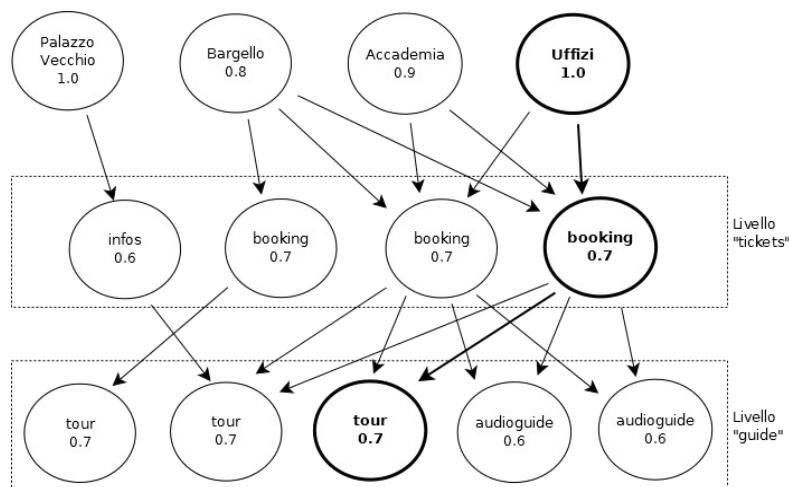 Palazzo
Vecchio
1.0
Bargello
0.8
Accademia
0.9
Uffizi
1.0
infos
0.6
booking
0.7
booking
0.7
booking
0.7
Livello
"tickets"
tour
0.7
tour
0.7
tour
0.7
audioguide
0.6
audioguide
0.6
Livello
"guide"